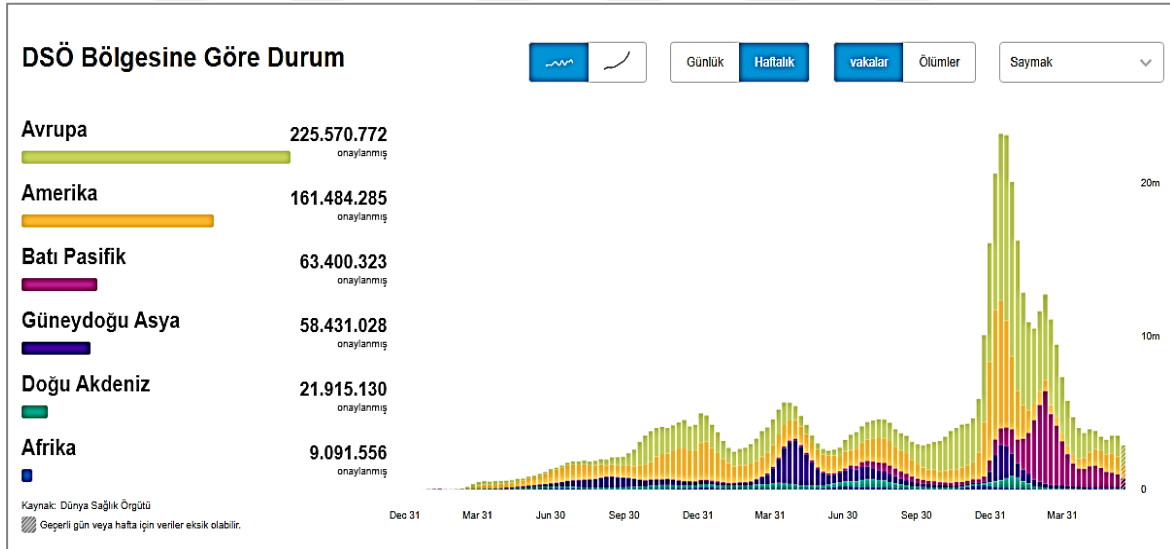 DSÖ Bölgesine Göre Durum
Günlük
Haftalık
vakalar
Ölümler
Saymak
Avrupa
225.570.772
onaylanmış
Amerika
161.484.285
onaylanmış
Batı Pasifik
63.400.323
onaylanmış
Güneydoğu Asya
58.431.028
onaylanmış
Doğu Akdeniz
21.915.130
onaylanmış
Afrika
9.091.556
onaylanmış
Kaynak: Dünya Sağlık Örgütü
Geçerli gün veya hafta için veriler eksik olabilir.
20m
10m
0
Dec 31
Mar 31
Jun 30
Sep 30
Dec 31
Mar 31
Jun 30
Sep 30
Dec 31
Mar 31